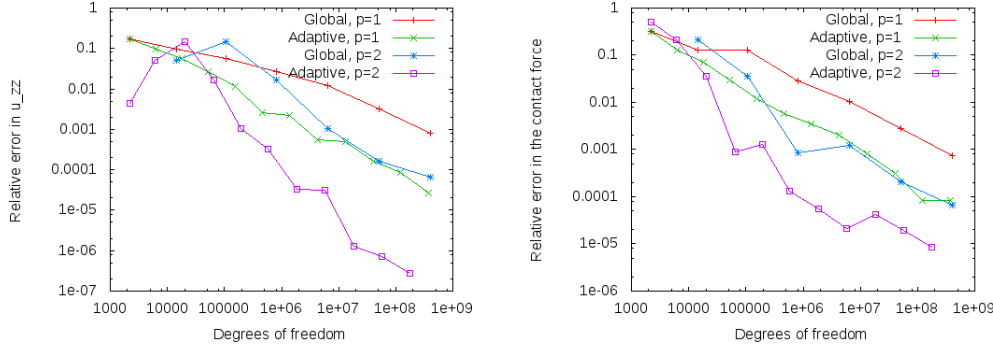 1
0.1
0.01
0.001
0.0001
1e-05
1e-06
1e-07
1000
10000
100000
1e+06
1e+07
1e+08
1e+09
Relative error in u_zz
Degrees of freedom
Global, p=1
Adaptive, p=1
Global, p=2
Adaptive, p=2
1
0.1
0.01
0.001
0.0001
1e-05
1e-06
1000
10000
100000
1e+06
1e+07
1e+08
1e+09
Relative error in the contact force
Degrees of freedom
Global, p=1
Adaptive, p=1
Global, p=2
Adaptive, p=2